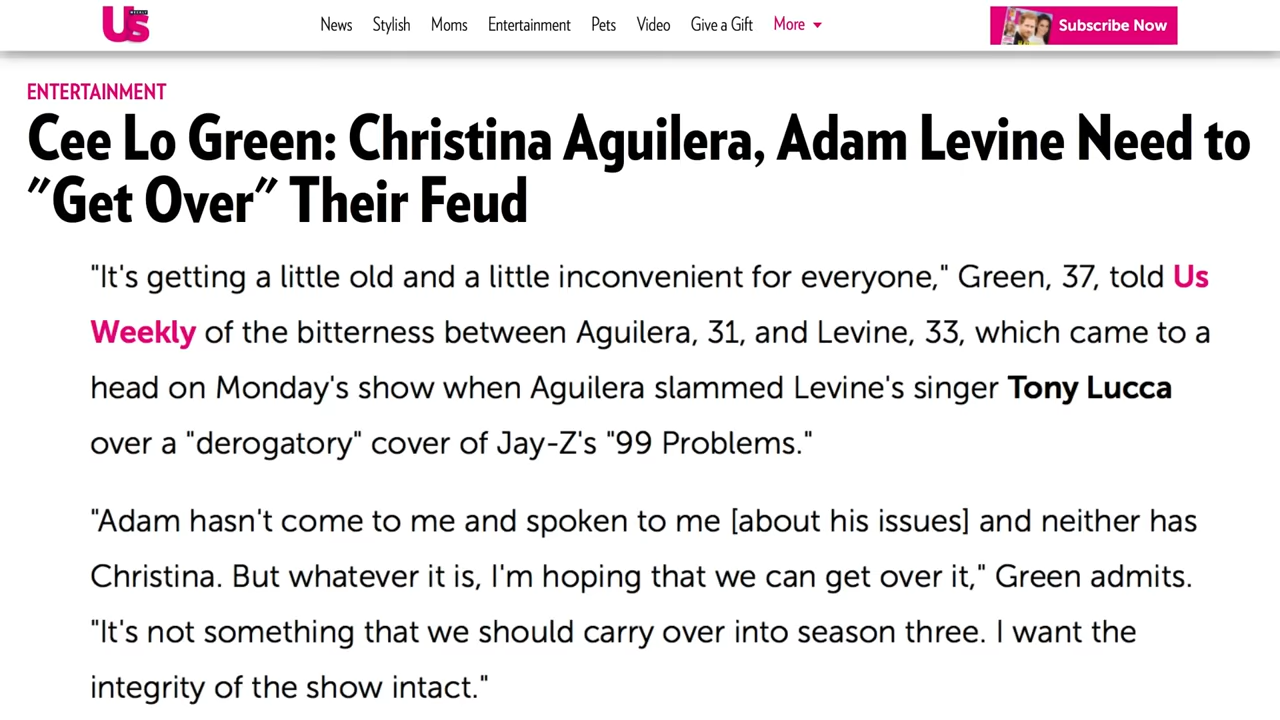 Us WEEKLY
News Stylish Moms Entertainment Pets Video Give a Gift More Subscribe Now
ENTERTAINMENT
Cee Lo Green: Christina Aguilera, Adam Levine Need to
"Get Over" Their Feud
"It's getting a little old and a little inconvenient for everyone," Green, 37, told Us
Weekly of the bitterness between Aguilera, 31, and Levine, 33, which came to a
head on Monday's show when Aguilera slammed Levine's singer Tony Lucca
over a "derogatory" cover of Jay-Z's "99 Problems."
"Adam hasn't come to me and spoken to me [about his issues] and neither has
Christina. But whatever it is, I'm hoping that we can get over it," Green admits.
"It's not something that we should carry over into season three. I want the
integrity of the show intact."